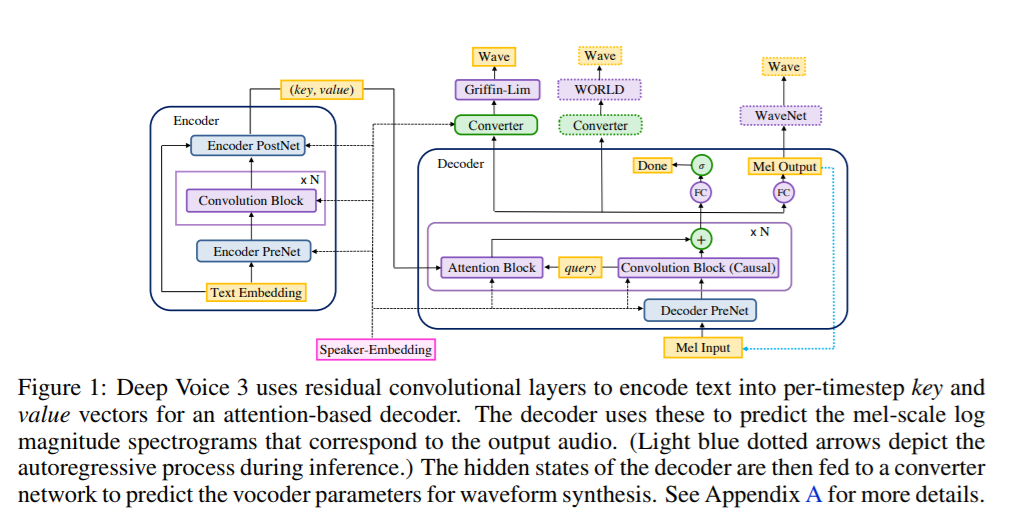 Wave
Wave
Wave
(key, value)
Griffin-Lim
WORLD
WaveNet
Encoder
Converter
Converter
Encoder PostNet
Decoder
Done
σ
Mel Output
x N
FC
FC
Convolution Block
+
x N
Encoder PreNet
Attention Block
query
Convolution Block (Causal)
Text Embedding
Decoder PreNet
Speaker-Embedding
Mel Input
Figure 1: Deep Voice 3 uses residual convolutional layers to encode text into per-timestep key and
value vectors for an attention-based decoder. The decoder uses these to predict the mel-scale log
magnitude spectrograms that correspond to the output audio. (Light blue dotted arrows depict the
autoregressive process during inference.) The hidden states of the decoder are then fed to a converter
network to predict the vocoder parameters for waveform synthesis. See Appendix A for more details.